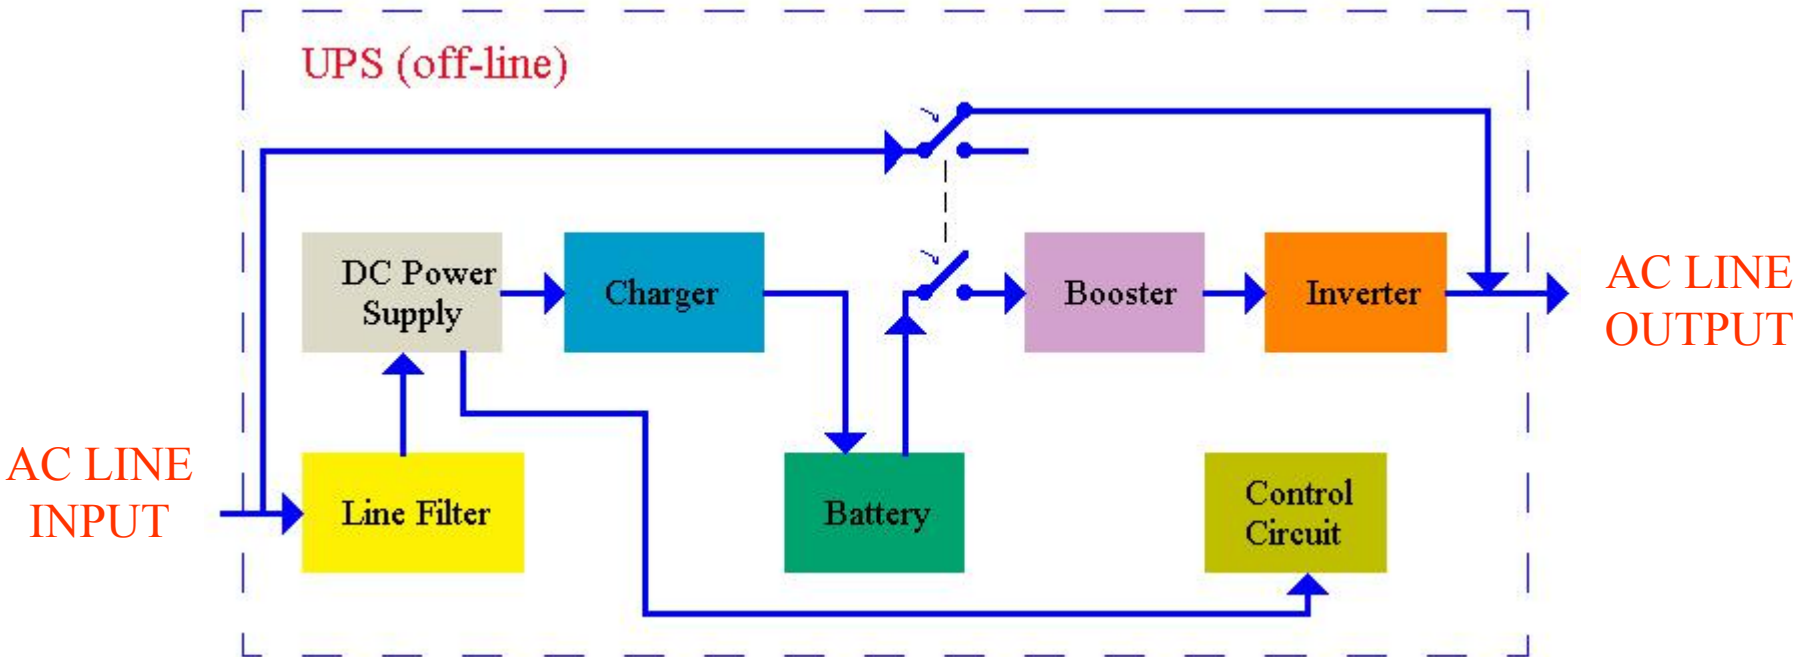 UPS (off-line)
DC Power
Supply
Charger
Booster
Inverter
AC LINE
OUTPUT
AC LINE
INPUT
Line Filter
Battery
Control
Circuit